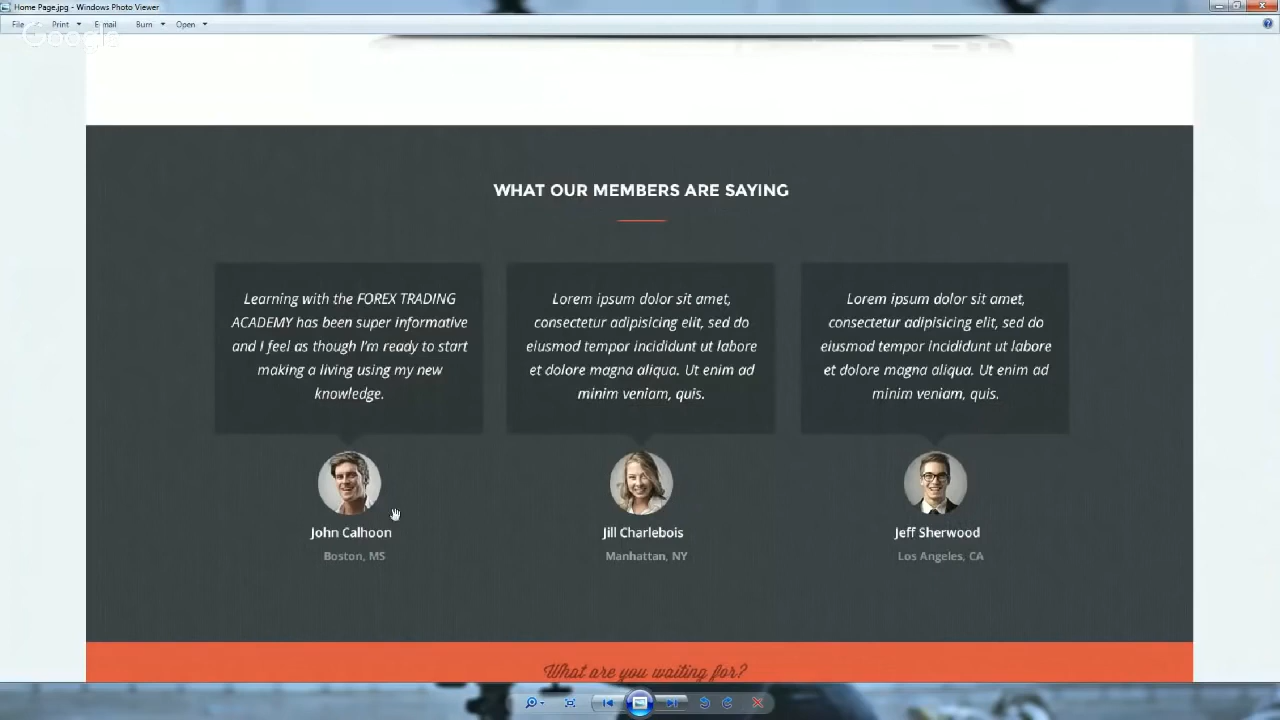 Home Page.jpg - Windows Photo Viewer
File Print E-mail Burn Open
Google
WHAT OUR MEMBERS ARE SAYING
Learning with the FOREX TRADING
ACADEMY has been super informative
and I feel as though I'm ready to start
making a living using my new
knowledge.
John Calhoon
Boston, MS
Lorem ipsum dolor sit amet,
consectetur adipisicing elit, sed do
eiusmod tempor incididunt ut labore
et dolore magna aliqua. Ut enim ad
minim veniam, quis.
Jill Charlebois
Manhattan, NY
Lorem ipsum dolor sit amet,
consectetur adipisicing elit, sed do
eiusmod tempor incididunt ut labore
et dolore magna aliqua. Ut enim ad
minim veniam, quis.
Jeff Sherwood
Los Angeles, CA
What are you waiting for?